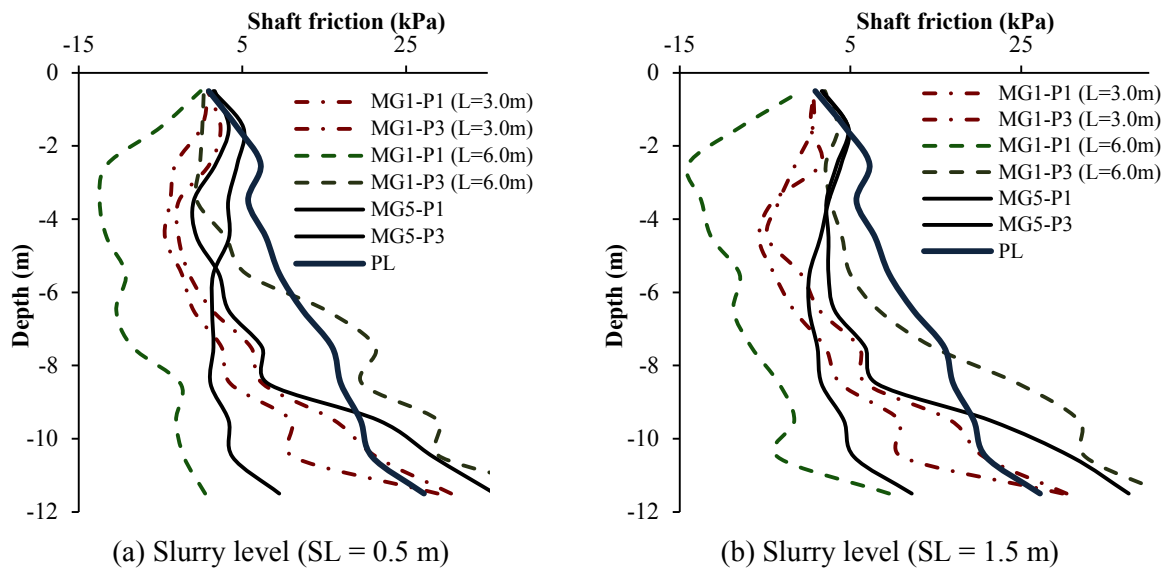 Shaft friction (kPa)
-15 5 25
0
-2
-4
-6
-8
-10
-12
Depth (m)
MG1-P1 (L=3.0m)
MG1-P3 (L=3.0m)
MG1-P1 (L=6.0m)
MG1-P3 (L=6.0m)
MG5-P1
MG5-P3
PL
(a) Slurry level (SL = 0.5 m)
Shaft friction (kPa)
-15 5 25
0
-2
-4
-6
-8
-10
-12
Depth (m)
MG1-P1 (L=3.0m)
MG1-P3 (L=3.0m)
MG1-P1 (L=6.0m)
MG1-P3 (L=6.0m)
MG5-P1
MG5-P3
PL
(b) Slurry level (SL = 1.5 m)